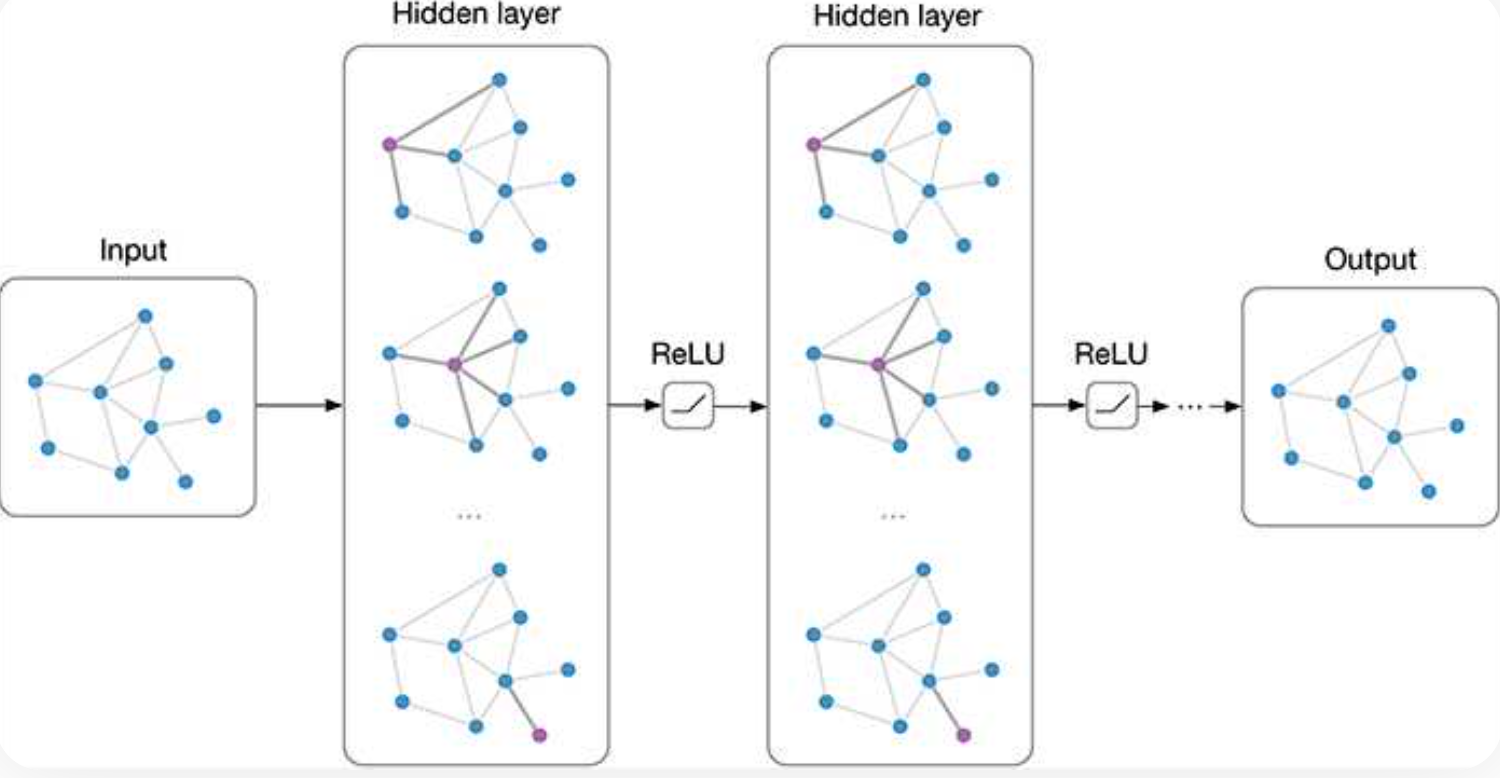 Hidden layer
Hidden layer
Input
Output
ReLU
ReLU
...
...
...